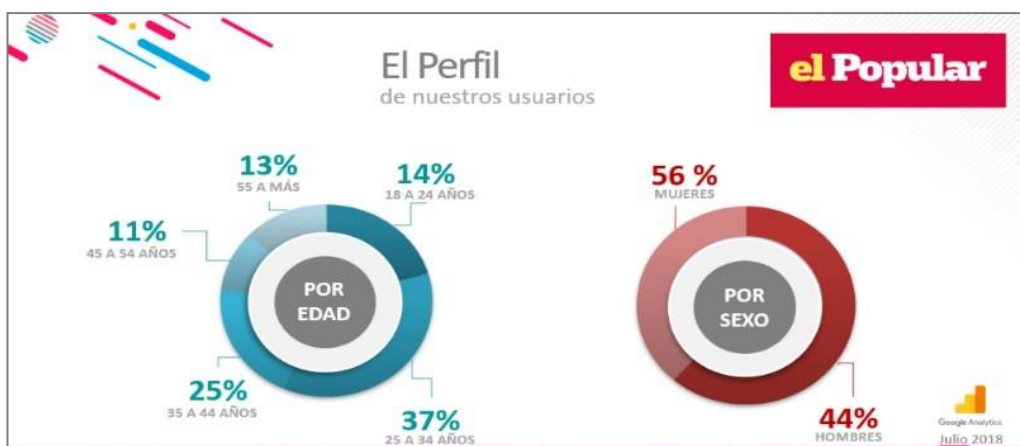 El Perfil
de nuestros usuarios
el Popular
13%
55 A MÁS
14%
18 A 24 AÑOS
11%
45 A 54 AÑOS
POR
EDAD
25%
35 A 44 AÑOS
37%
25 A 34 AÑOS
56 %
MUJERES
POR
SEXO
44%
HOMBRES
Google Analytics
Julio 2018